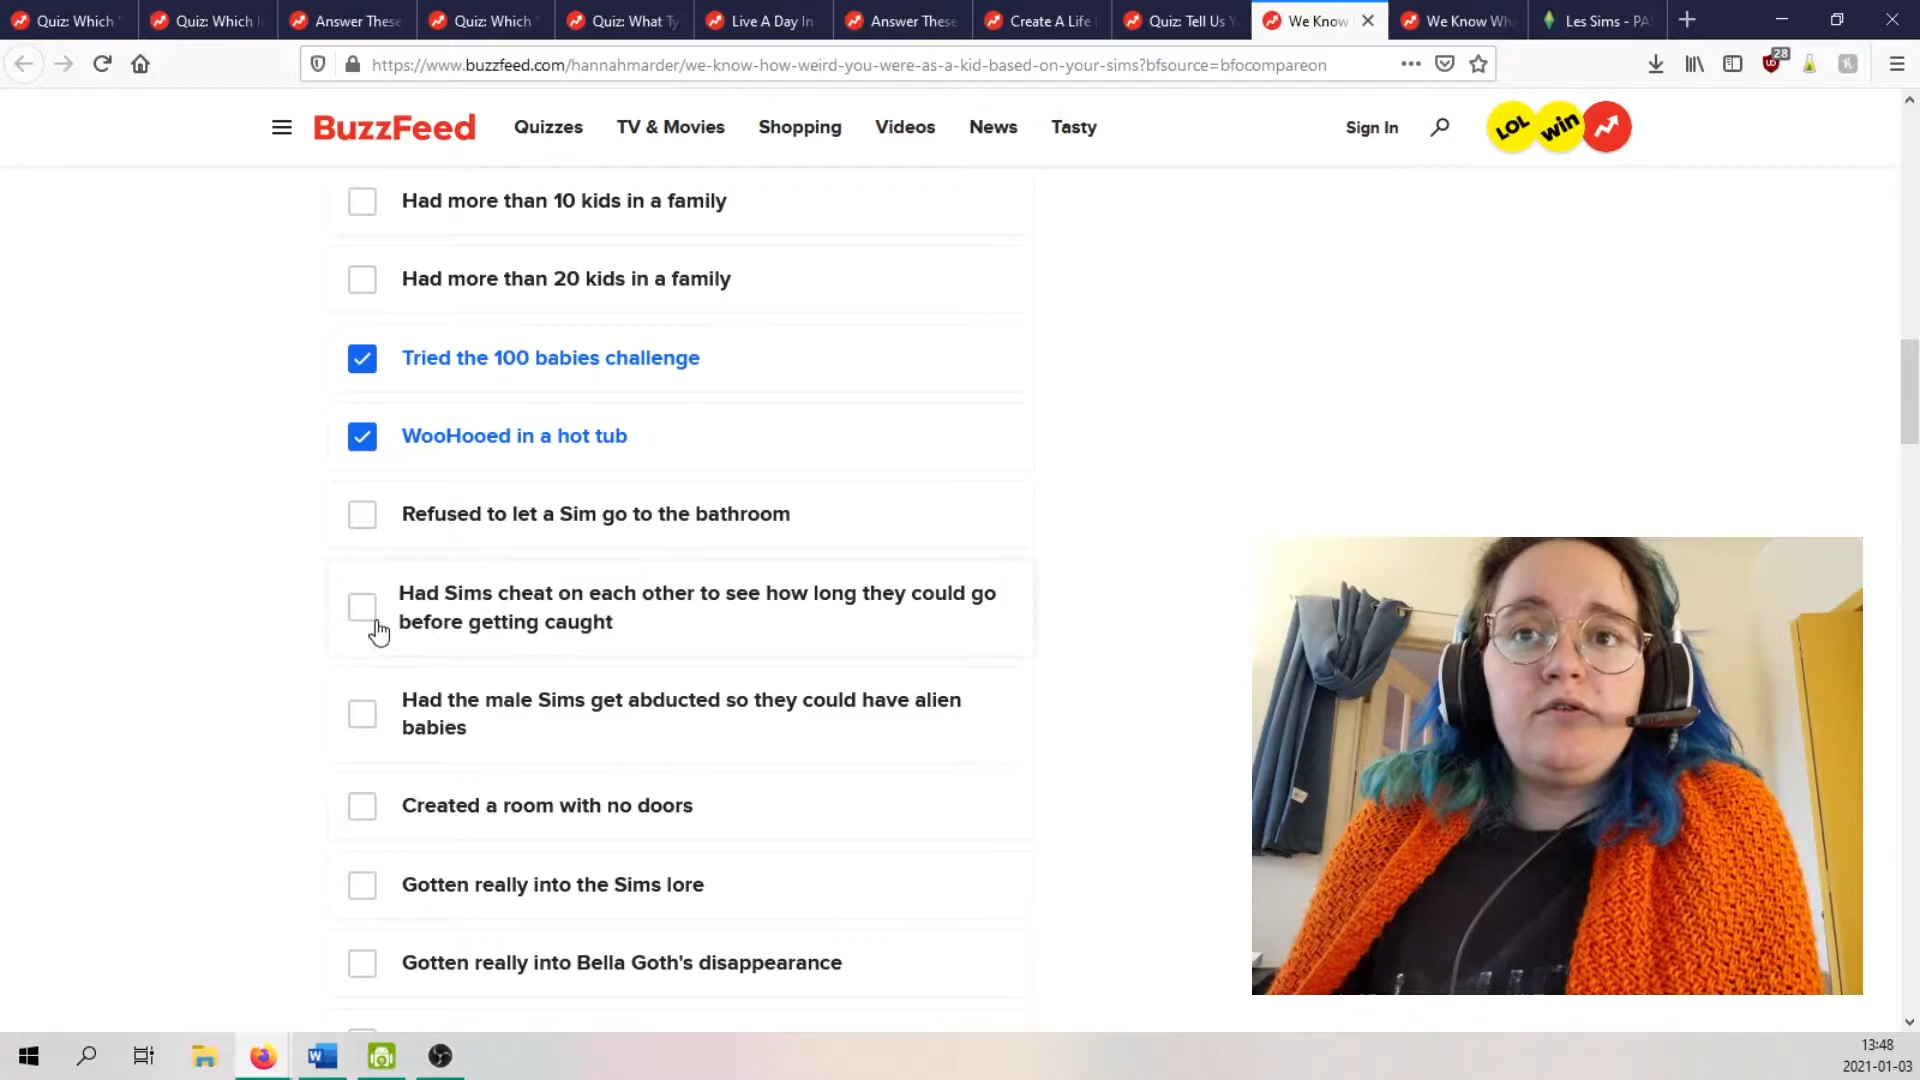 Quiz: Which "
Quiz: Which I
Answer These
Quiz: Which "
Quiz: What Ty
Live A Day In
Answer These
Create A Life
Quiz: Tell Us Y
We Know
We Know Wh
Les Sims - PA
https://www.buzzfeed.com/hannahmarder/we-know-how-weird-you-were-as-a-kid-based-on-your-sims?bfsource=bfocompareon
28
BuzzFeed
Quizzes
TV & Movies
Shopping
Videos
News
Tasty
Sign In
LOL
win
Had more than 10 kids in a family
Had more than 20 kids in a family
Tried the 100 babies challenge
WooHooed in a hot tub
Refused to let a Sim go to the bathroom
Had Sims cheat on each other to see how long they could go
before getting caught
Had the male Sims get abducted so they could have alien
babies
Created a room with no doors
Gotten really into the Sims lore
Gotten really into Bella Goth's disappearance
13:48
2021-01-03